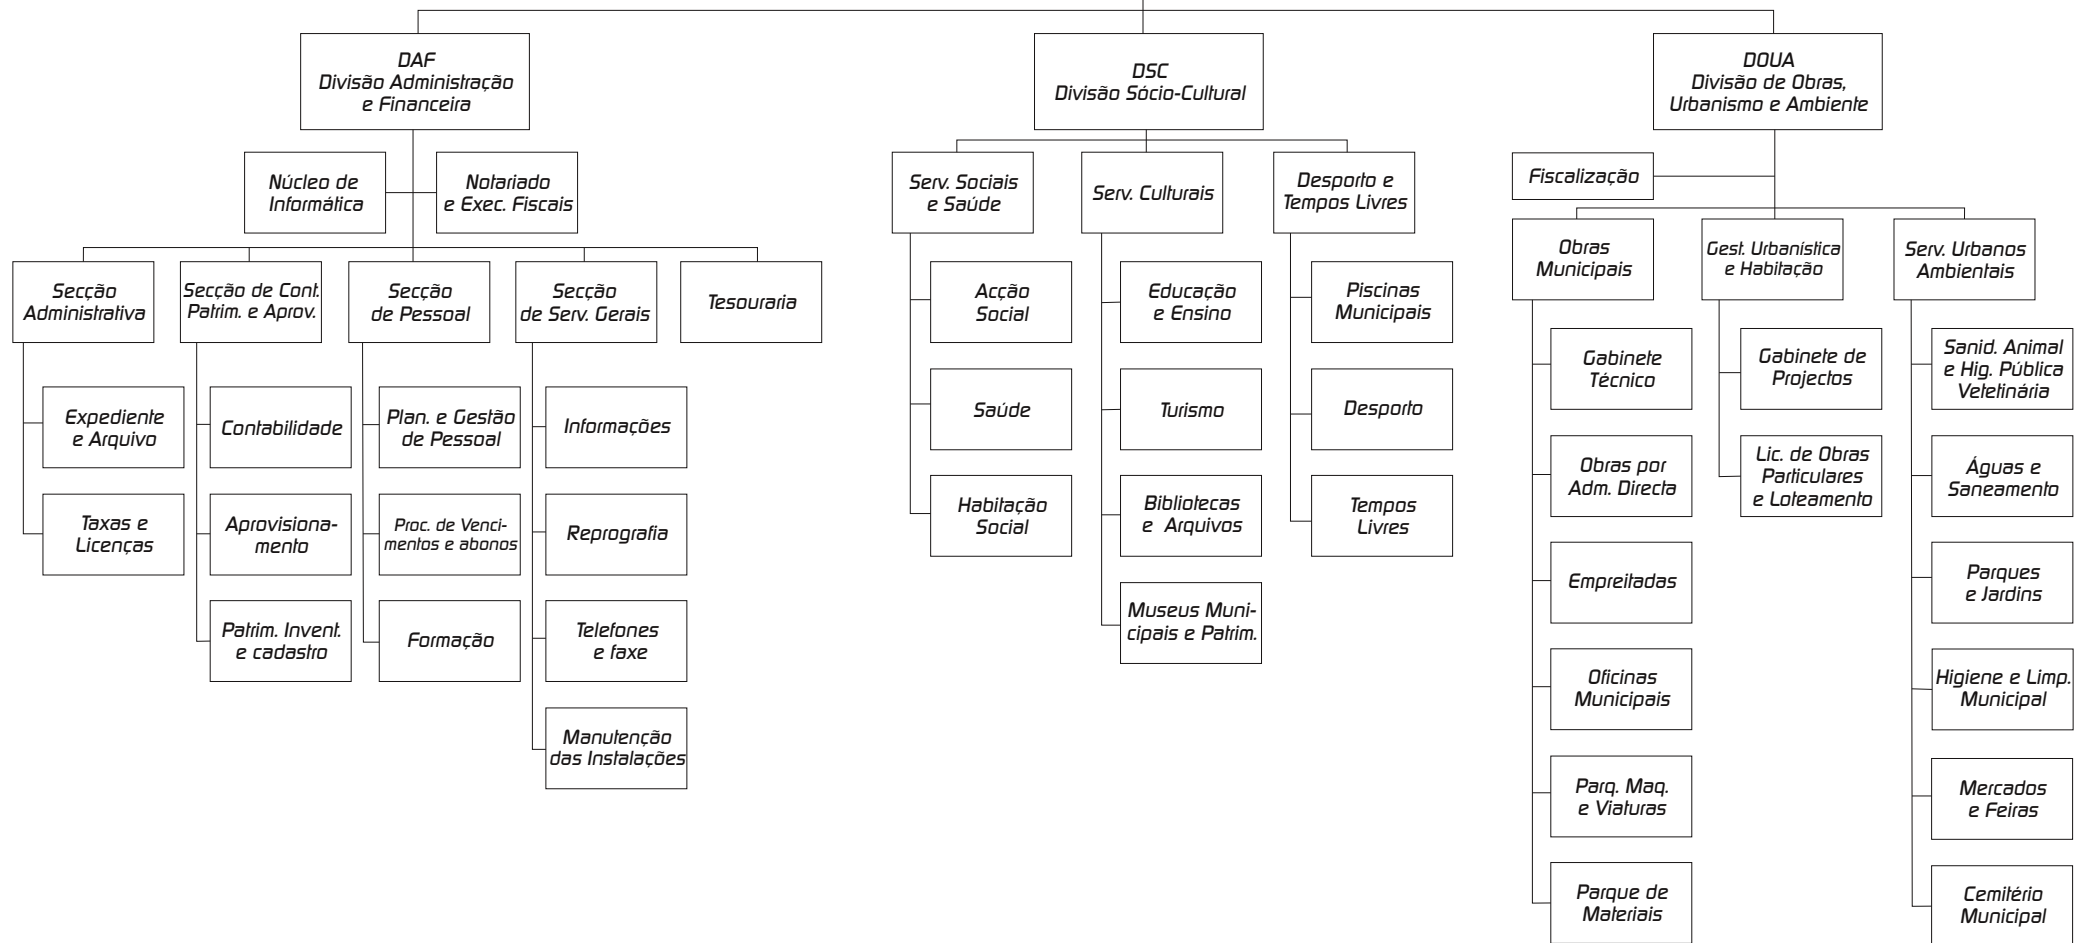 DAF
Divisão Administração
e Financeira
Núcleo de
Informática
Notariado
e Exec. Fiscais
Secção
Administrativa
Expediente
e Arquivo
Taxas e
Licenças
Secção de Cont.
Patrim. e Aprov.
Contabilidade
Aprovisiona-
mento
Patrim. Invent.
e cadastro
Secção
de Pessoal
Plan. e Gestão
de Pessoal
Proc. de Venci-
mentos e abonos
Formação
Secção
de Serv. Gerais
Informações
Reprografia
Telefones
e faxe
Manutenção
das Instalações
Tesouraria
DSC
Divisão Sócio-Cultural
Serv. Sociais
e Saúde
Acção
Social
Saúde
Habitação
Social
Serv. Culturais
Educação
e Ensino
Turismo
Bibliotecas
e Arquivos
Museus Muni-
cipais e Patrim.
Desporto e
Tempos Livres
Piscinas
Municipais
Desporto
Tempos
Livres
DOUA
Divisão de Obras,
Urbanismo e Ambiente
Fiscalização
Obras
Municipais
Gabinete
Técnico
Obras por
Adm. Directa
Empreitadas
Oficinas
Municipais
Parq. Maq.
e Viaturas
Parque de
Materiais
Gest. Urbanística
e Habitação
Gabinete de
Projectos
Lic. de Obras
Particulares
e Loteamento
Serv. Urbanos
Ambientais
Sanid. Animal
e Hig. Pública
Vetetinária
Águas e
Saneamento
Parques
e Jardins
Higiene e Limp.
Municipal
Mercados
e Feiras
Cemitério
Municipal